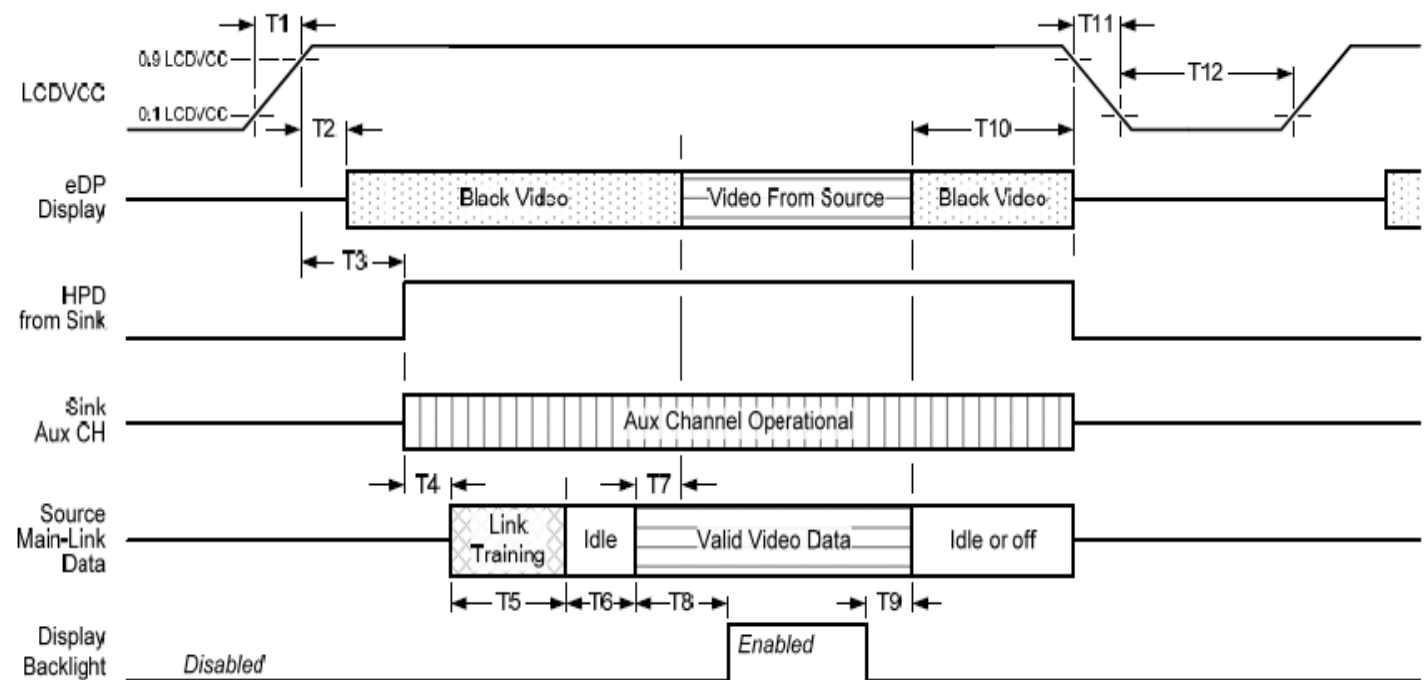 T1
T11
0.9 LCDVCC
LCDVCC
T12
0.1 LCDVCC
T2
T10
eDP
Display
Black Video
Video From Source
Black Video
T3
HPD
from Sink
Sink
Aux CH
Aux Channel Operational
T4
T7
Source
Main-Link
Data
Link
Training
Idle
Valid Video Data
Idle or off
T5
T6
T8
T9
Display
Backlight
Disabled
Enabled